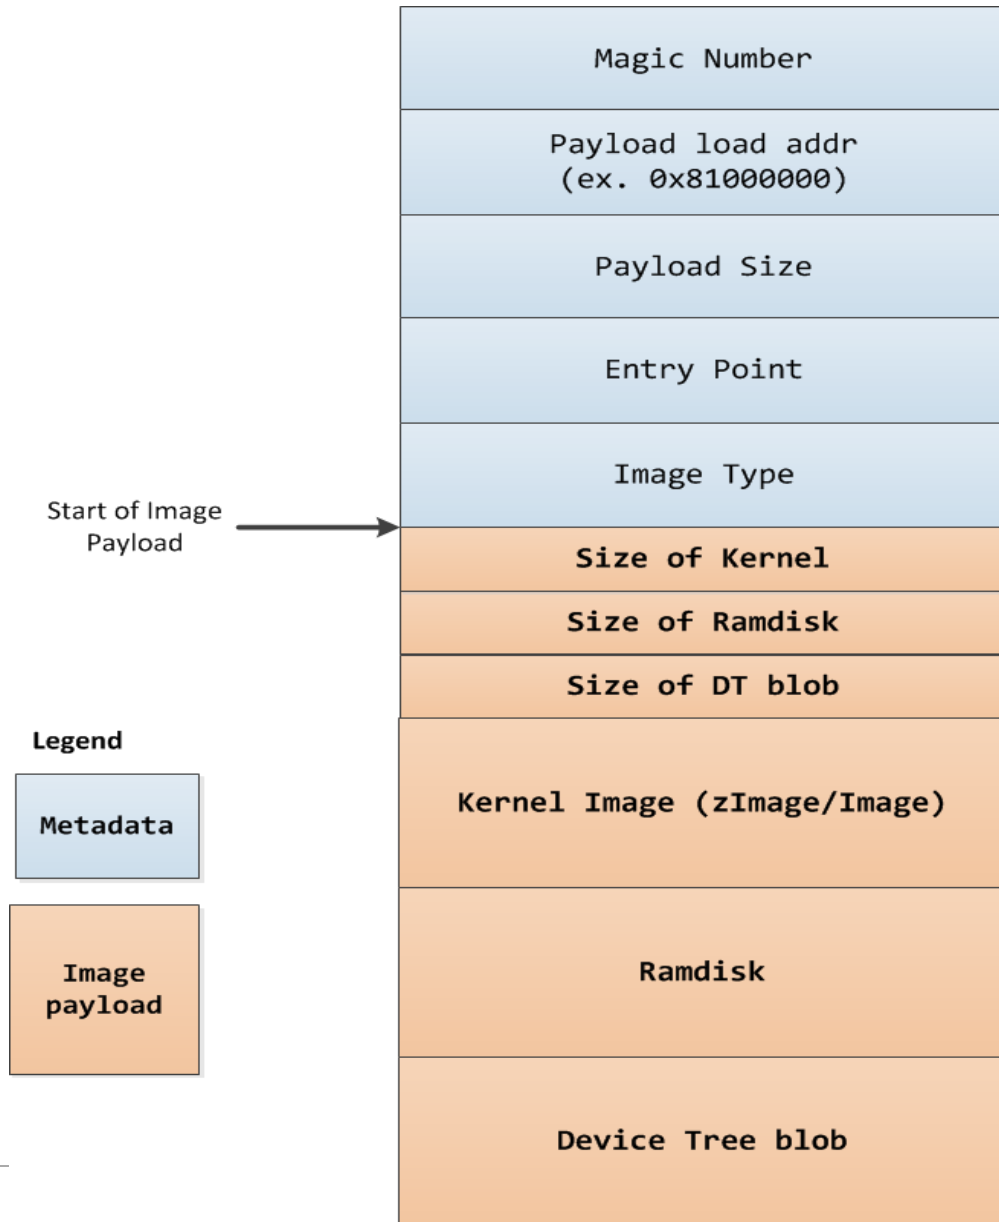 Magic Number
Payload load addr
(ex. 0x81000000)
Payload Size
Entry Point
Image Type
Start of Image
Payload
Size of Kernel
Size of Ramdisk
Size of DT blob
Legend
Metadata
Kernel Image (zImage/Image)
Image
payload
Ramdisk
Device Tree blob